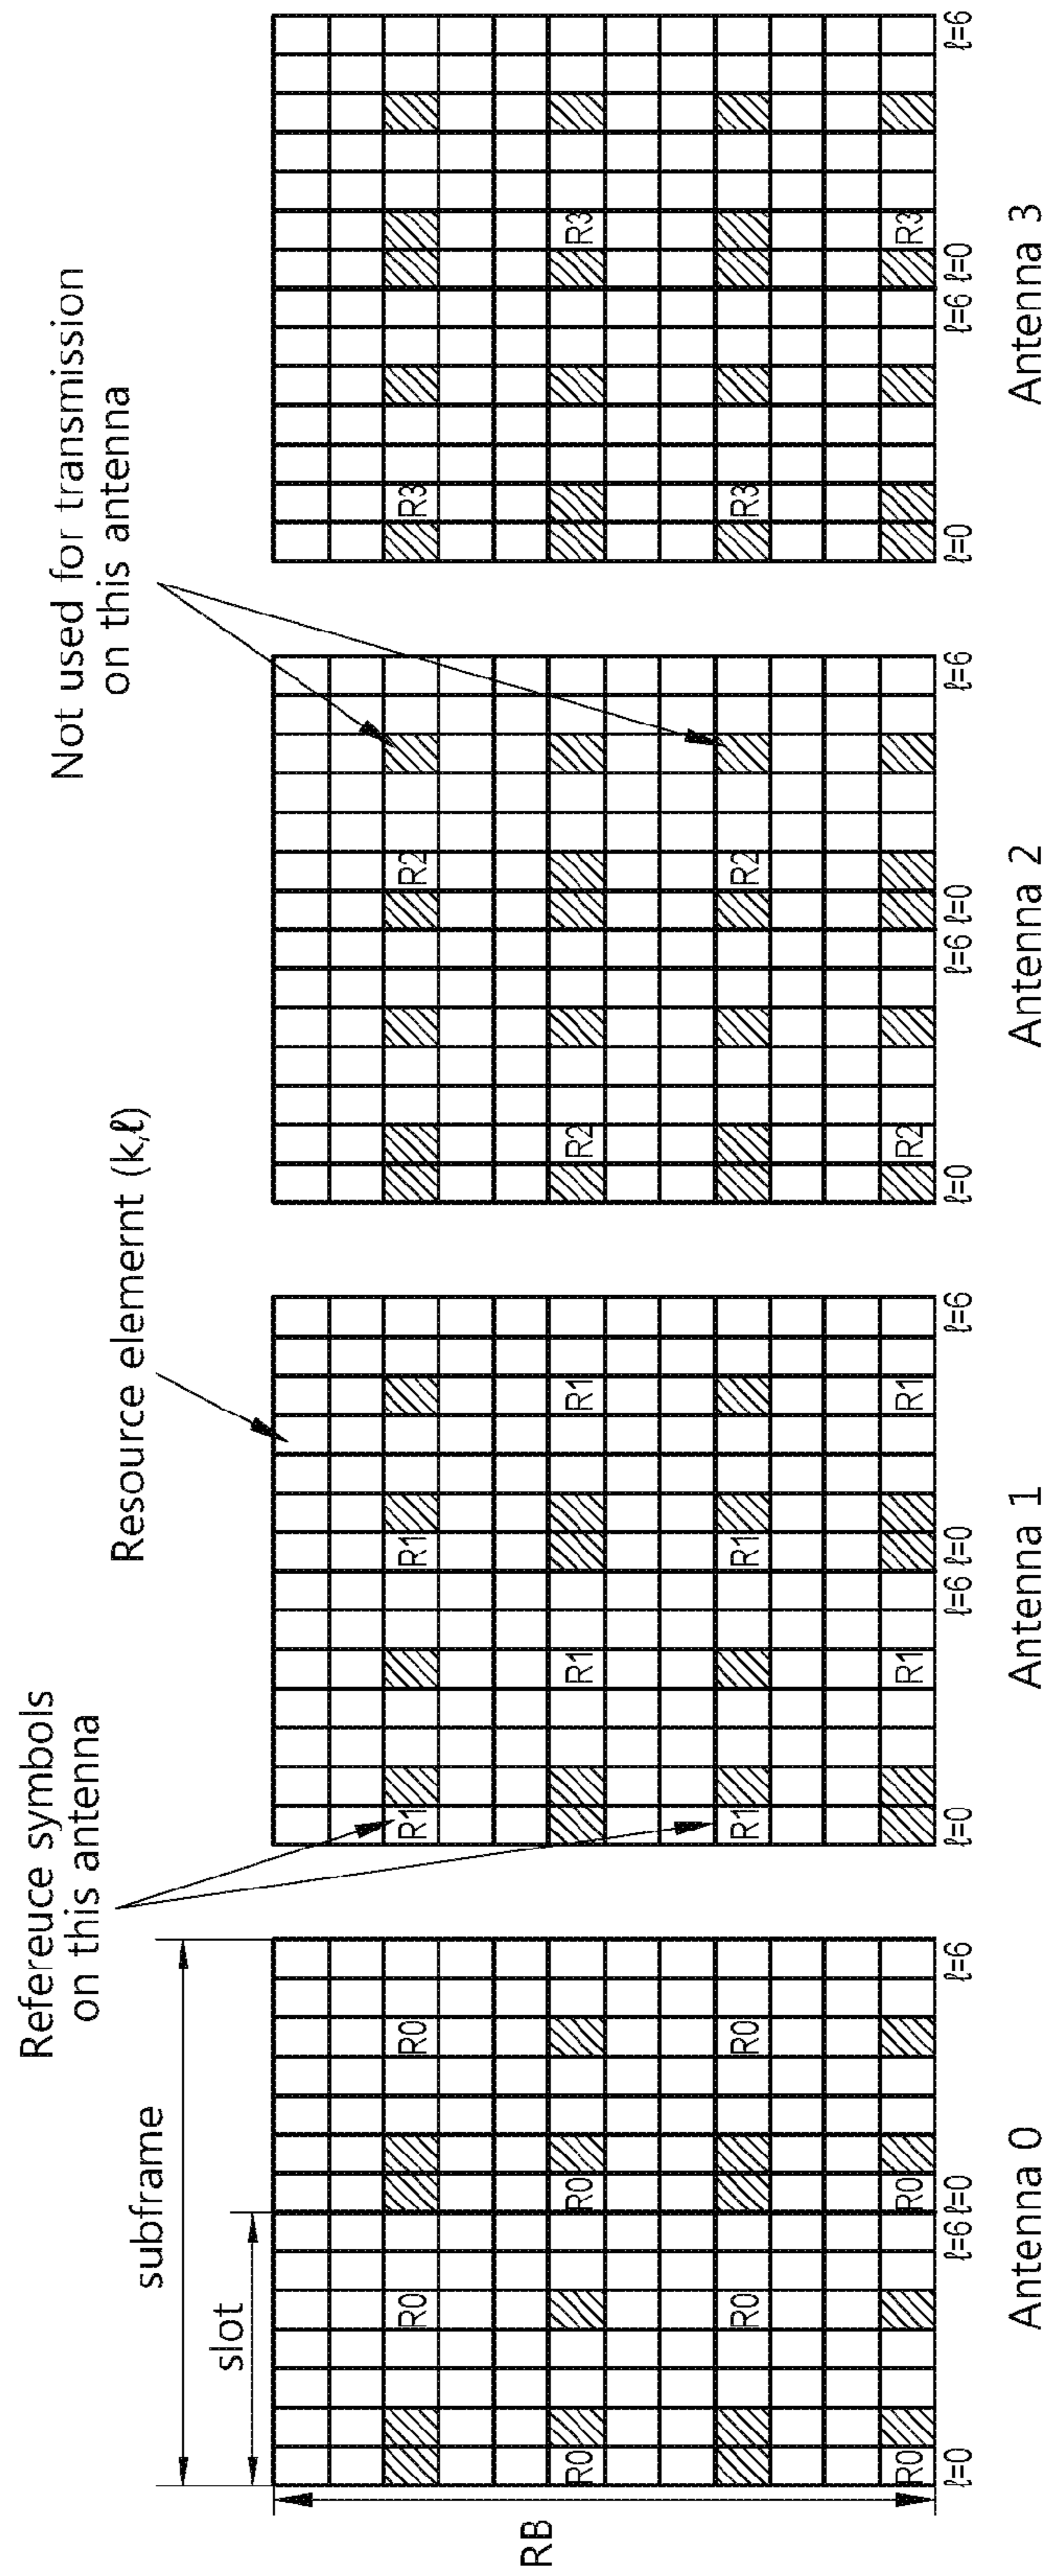 subframe
slot
RB
Refereuce symbols
on this antenna
Resource elemernt (k,ℓ)
Not used for transmission
on this antenna
R0 R0 R1 R1 R2 R3
R0 R0 R1 R1 R2 R3
R0 R0 R1 R1 R2 R3
R0 R0 R1 R1 R2 R3
ℓ=0 ℓ=6 ℓ=0 ℓ=6 ℓ=0 ℓ=6 ℓ=0 ℓ=6 ℓ=0 ℓ=6 ℓ=0 ℓ=6 ℓ=0 ℓ=6 ℓ=0 ℓ=6
Antenna 0 Antenna 1 Antenna 2 Antenna 3